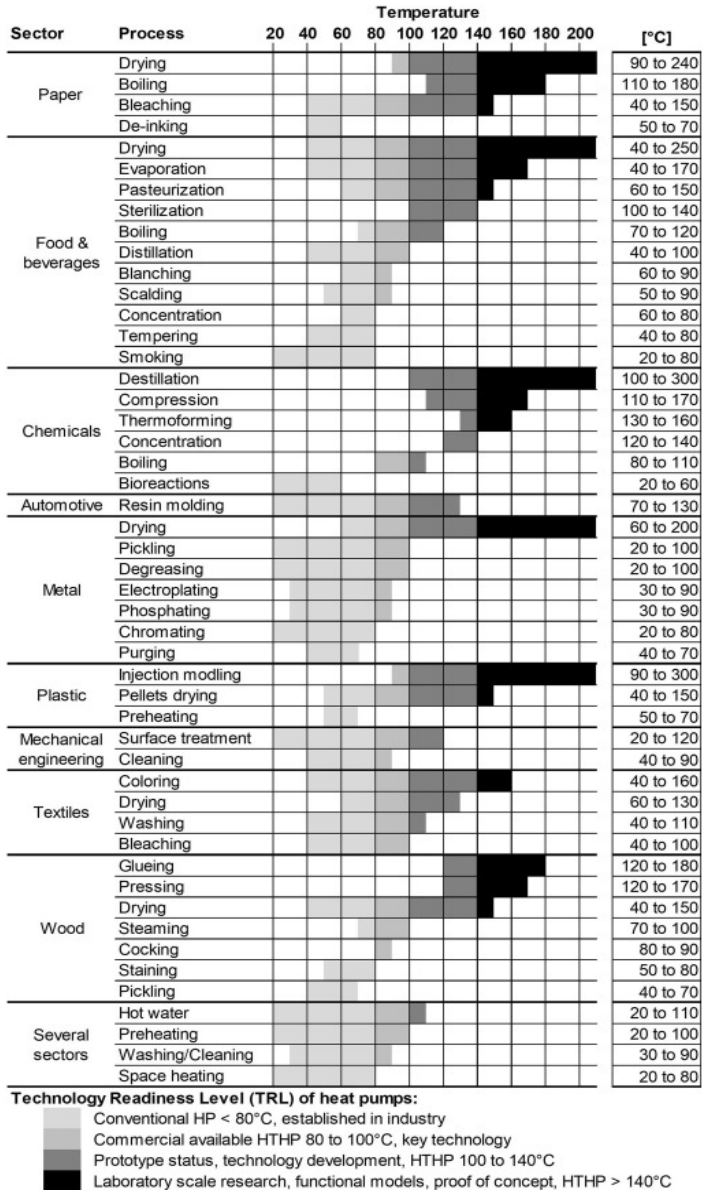 Temperature
Sector Process 20 40 60 80 100 120 140 160 180 200 [°C]
Paper
Drying 90 to 240
Boiling 110 to 180
Bleaching 40 to 150
De-inking 50 to 70
Food & beverages
Drying 40 to 250
Evaporation 40 to 170
Pasteurization 60 to 150
Sterilization 100 to 140
Boiling 70 to 120
Distillation 40 to 100
Blanching 60 to 90
Scalding 50 to 90
Concentration 60 to 80
Tempering 40 to 80
Smoking 20 to 80
Chemicals
Destillation 100 to 300
Compression 110 to 170
Thermoforming 130 to 160
Concentration 120 to 140
Boiling 80 to 110
Bioreactions 20 to 60
Automotive Resin molding 70 to 130
Metal
Drying 60 to 200
Pickling 20 to 100
Degreasing 20 to 100
Electroplating 30 to 90
Phosphating 30 to 90
Chromating 20 to 80
Purging 40 to 70
Plastic
Injection modling 90 to 300
Pellets drying 40 to 150
Preheating 50 to 70
Mechanical engineering
Surface treatment 20 to 120
Cleaning 40 to 90
Textiles
Coloring 40 to 160
Drying 60 to 130
Washing 40 to 110
Bleaching 40 to 100
Wood
Glueing 120 to 180
Pressing 120 to 170
Drying 40 to 150
Steaming 70 to 100
Cocking 80 to 90
Staining 50 to 80
Pickling 40 to 70
Several sectors
Hot water 20 to 110
Preheating 20 to 100
Washing/Cleaning 30 to 90
Space heating 20 to 80
Technology Readiness Level (TRL) of heat pumps:
Conventional HP < 80°C, established in industry
Commercial available HTHP 80 to 100°C, key technology
Prototype status, technology development, HTHP 100 to 140°C
Laboratory scale research, functional models, proof of concept, HTHP > 140°C